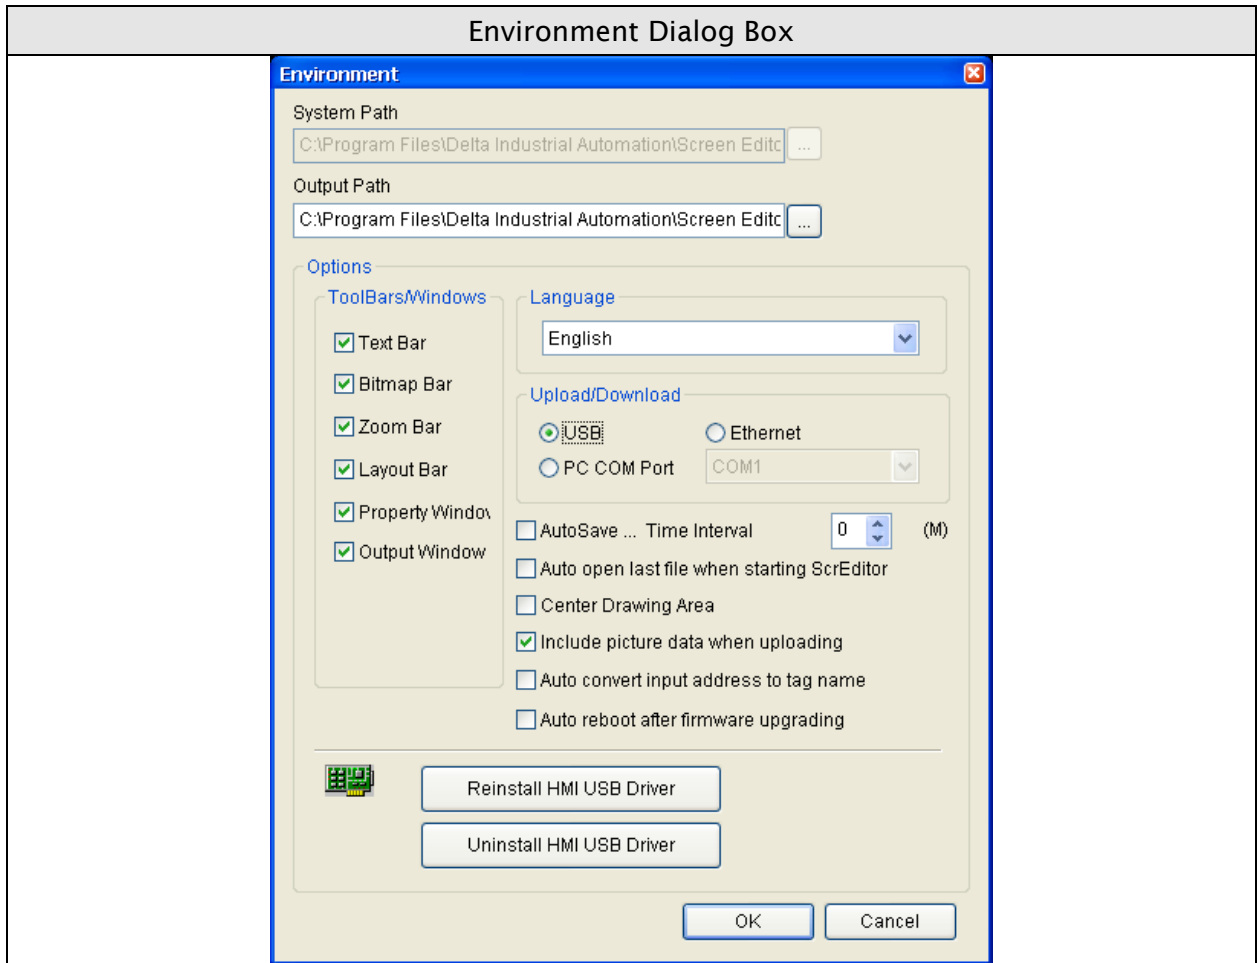 Environment Dialog Box
Environment
System Path
C:\Program Files\Delta Industrial Automation\Screen Editc ...
Output Path
C:\Program Files\Delta Industrial Automation\Screen Editc ...
Options
ToolBars/Windows
Text Bar
Bitmap Bar
Zoom Bar
Layout Bar
Property Window
Output Window
Language
English
Upload/Download
USB Ethernet
PC COM Port COM1
AutoSave ... Time Interval 0 (M)
Auto open last file when starting ScrEditor
Center Drawing Area
Include picture data when uploading
Auto convert input address to tag name
Auto reboot after firmware upgrading
Reinstall HMI USB Driver
Uninstall HMI USB Driver
OK Cancel